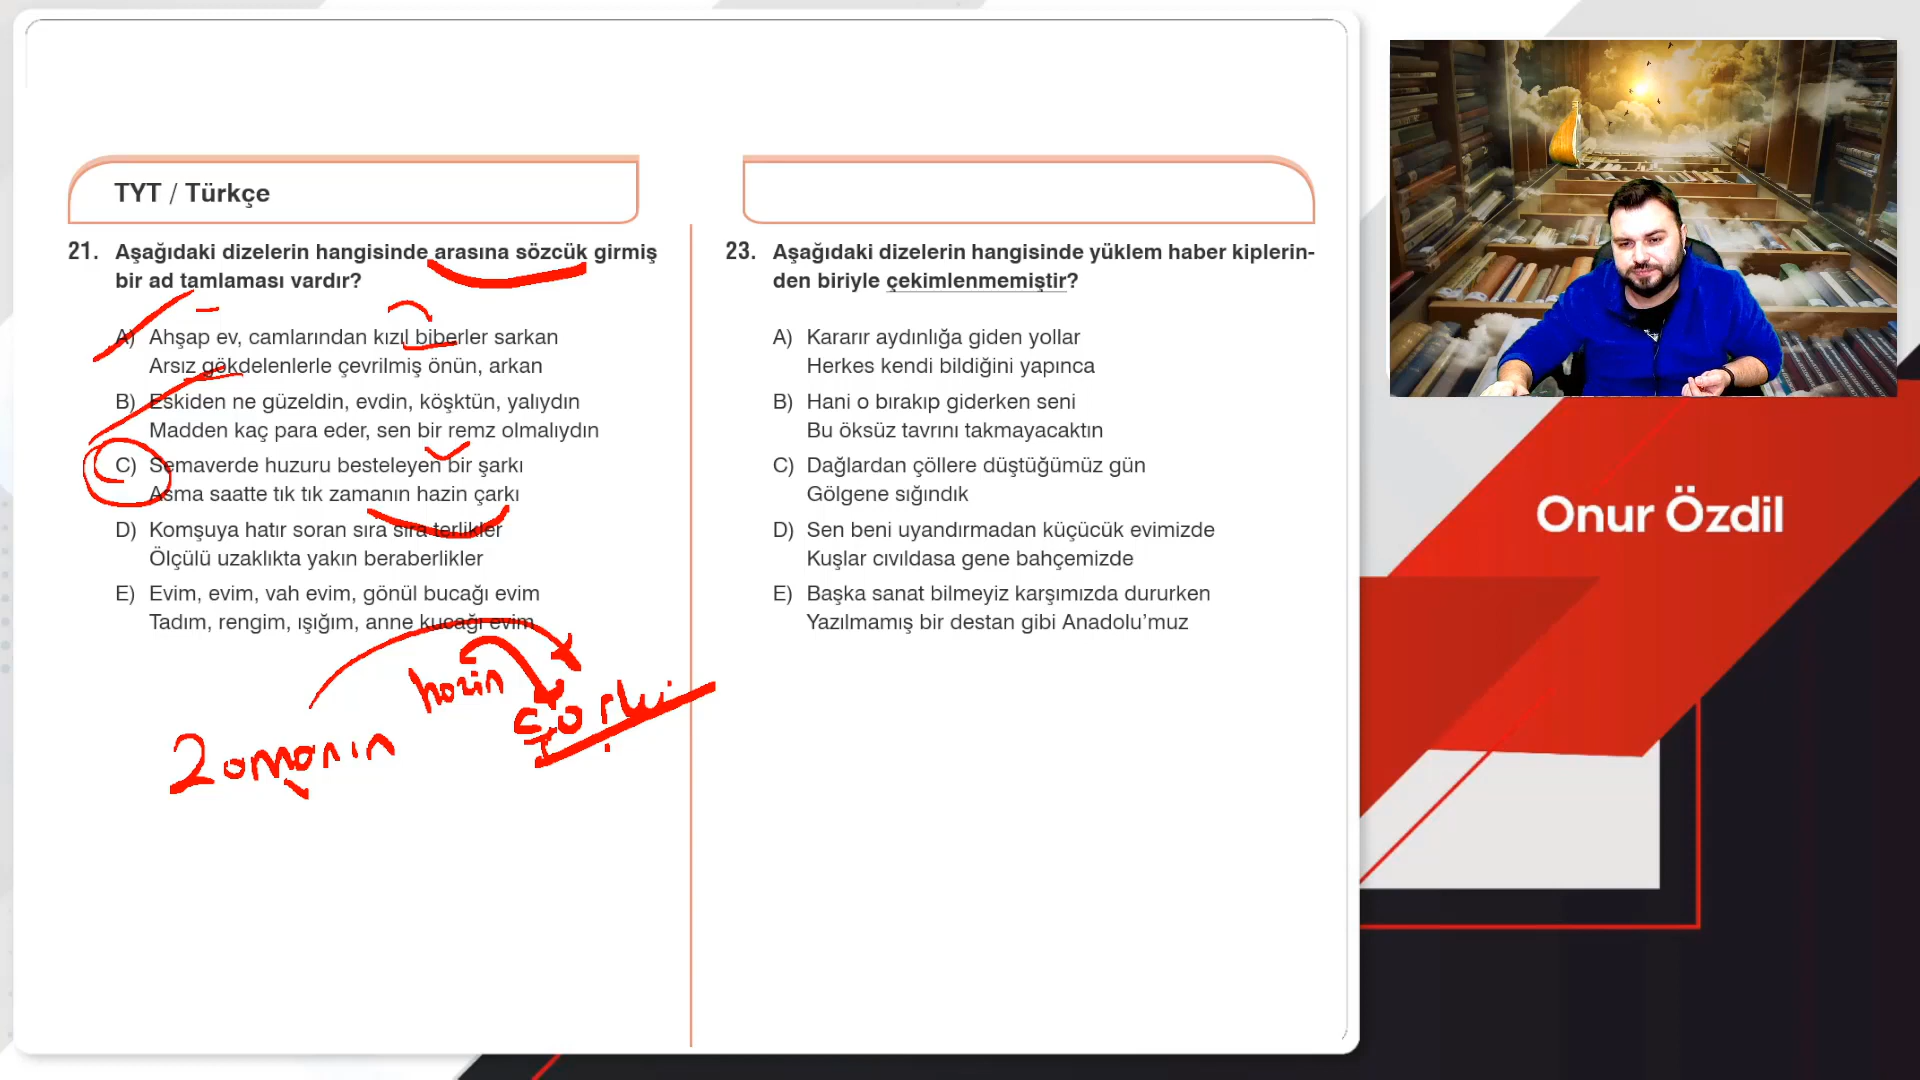 TYT / Türkçe
21. Aşağıdaki dizelerin hangisinde arasına sözcük girmiş
bir ad tamlaması vardır?
A) Ahşap ev, camlarından kızıl biberler sarkan
Arsız gökdelenlerle çevrilmiş önün, arkan
B) Eskiden ne güzeldin, evdin, köşktün, yalıydın
Madden kaç para eder, sen bir remz olmalıydın
C) Semaverde huzuru besteleyen bir şarkı
Asma saatte tık tık zamanın hazin çarkı
D) Komşuya hatır soran sıra sıra terlikler
Ölçülü uzaklıkta yakın beraberlikler
E) Evim, evim, vah evim, gönül bucağı evim
Tadım, rengim, ışığım, anne kucağı evim
zamanın hazin çarkı
23. Aşağıdaki dizelerin hangisinde yüklem haber kiplerin-
den biriyle çekimlenmemiştir?
A) Kararır aydınlığa giden yollar
Herkes kendi bildiğini yapınca
B) Hani o bırakıp giderken seni
Bu öksüz tavrını takmayacaktın
C) Dağlardan çöllere düştüğümüz gün
Gölgene sığındık
D) Sen beni uyandırmadan küçücük evimizde
Kuşlar cıvıldasa gene bahçemizde
E) Başka sanat bilmeyiz karşımızda dururken
Yazılmamış bir destan gibi Anadolu’muz
Onur Özdil